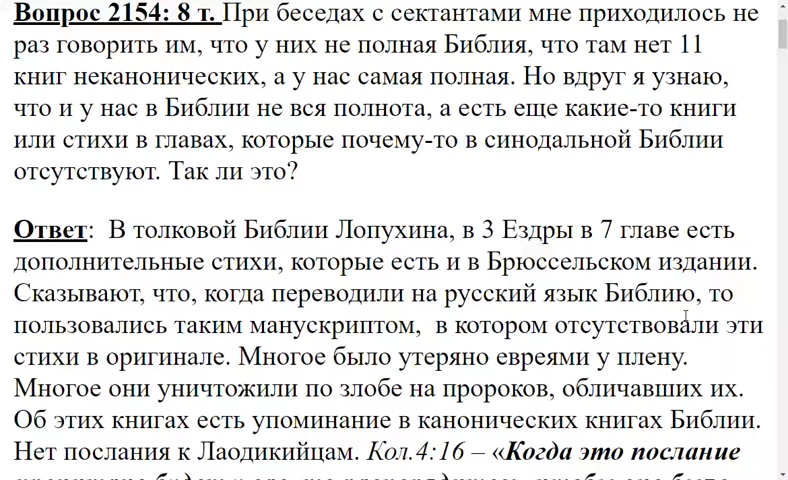 Вопрос 2154: 8 т. При беседах с сектантами мне приходилось не
раз говорить им, что у них не полная Библия, что там нет 11
книг неканонических, а у нас самая полная. Но вдруг я узнаю,
что и у нас в Библии не вся полнота, а есть еще какие-то книги
или стихи в главах, которые почему-то в синодальной Библии
отсутствуют. Так ли это?
Ответ: В толковой Библии Лопухина, в 3 Ездры в 7 главе есть
дополнительные стихи, которые есть и в Брюссельском издании.
Сказывают, что, когда переводили на русский язык Библию, то
пользовались таким манускриптом, в котором отсутствовали эти
стихи в оригинале. Многое было утеряно евреями у плену.
Многое они уничтожили по злобе на пророков, обличавших их.
Об этих книгах есть упоминание в канонических книгах Библии.
Нет послания к Лаодикийцам. Кол.4:16 – «Когда это послание